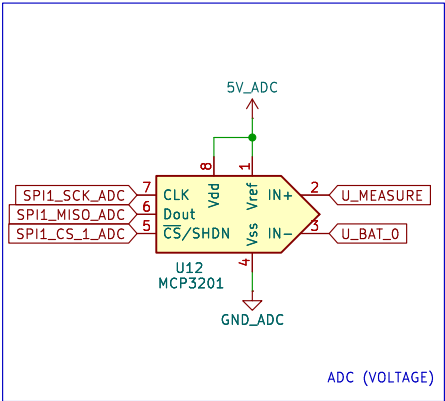 5V_ADC
8
1
SPI1_SCK_ADC 7 CLK Vdd Vref IN+ 2 U_MEASURE
SPI1_MISO_ADC 6 Dout
SPI1_CS_1_ADC 5 CS/SHDN Vss IN- 3 U_BAT_0
4
U12
MCP3201
GND_ADC
ADC (VOLTAGE)